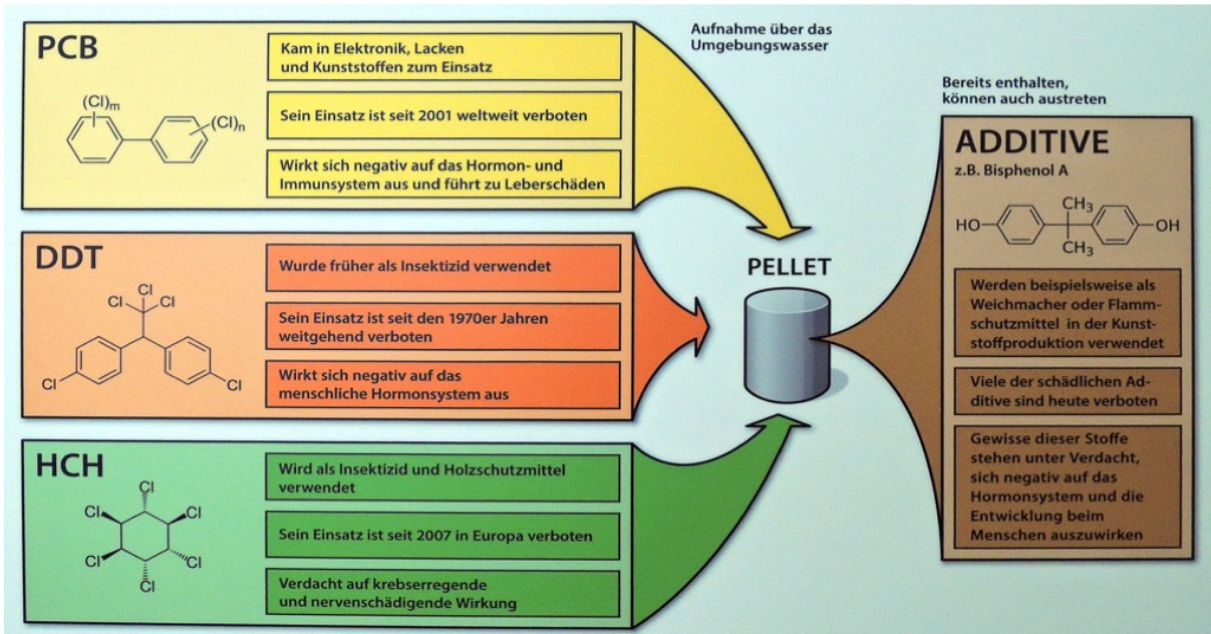 PCB
(Cl)m
(Cl)n
Kam in Elektronik, Lacken
und Kunststoffen zum Einsatz
Sein Einsatz ist seit 2001 weltweit verboten
Wirkt sich negativ auf das Hormon- und
Immunsystem aus und führt zu Leberschäden
DDT
Cl
Cl
Cl
Cl
Cl
Wurde früher als Insektizid verwendet
Sein Einsatz ist seit den 1970er Jahren
weitgehend verboten
Wirkt sich negativ auf das
menschliche Hormonsystem aus
HCH
Cl
Cl
Cl
Cl
Cl
Cl
Wird als Insektizid und Holzschutzmittel
verwendet
Sein Einsatz ist seit 2007 in Europa verboten
Verdacht auf krebserregende
und nervenschädigende Wirkung
Aufnahme über das
Umgebungswasser
PELLET
Bereits enthalten,
können auch austreten
ADDITIVE
z.B. Bisphenol A
CH3
HO
OH
CH3
Werden beispielsweise als
Weichmacher oder Flamm-
schutzmittel in der Kunst-
stoffproduktion verwendet
Viele der schädlichen Ad-
ditive sind heute verboten
Gewisse dieser Stoffe
stehen unter Verdacht,
sich negativ auf das
Hormonsystem und die
Entwicklung beim
Menschen auszuwirken